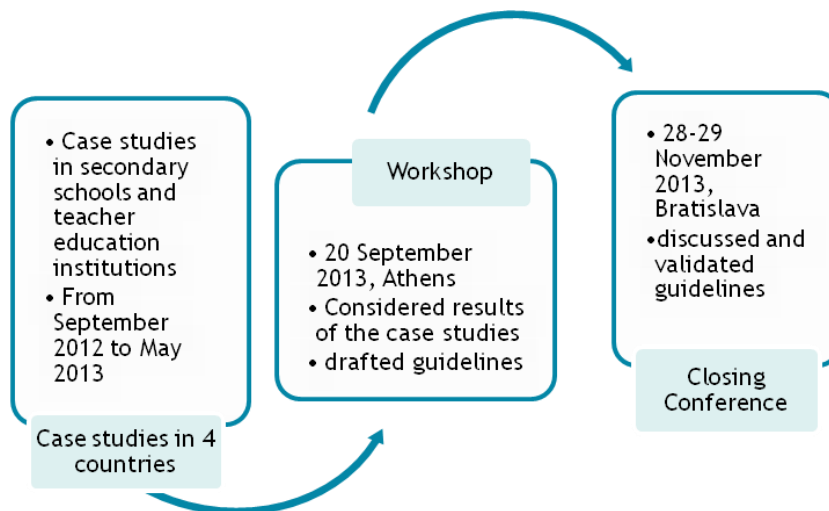 • Case studies
in secondary
schools and
teacher
education
institutions
• From
September
2012 to May
2013
Case studies in 4
countries
Workshop
• 20 September
2013, Athens
• Considered results
of the case studies
• drafted guidelines
• 28-29
November
2013,
Bratislava
•discussed and
validated
guidelines
Closing
Conference